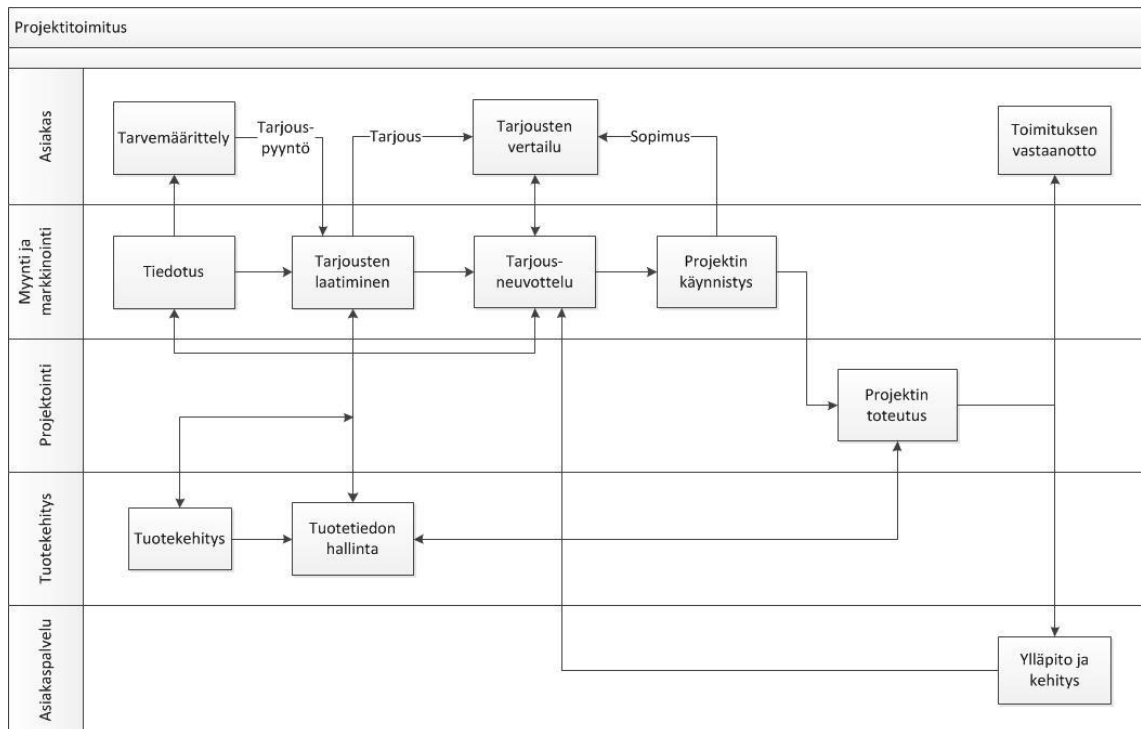 Projektitoimitus
Asiakas
Tarvemäärittely
Tarjous-
pyyntö
Tarjous
Tarjousten
vertailu
Sopimus
Toimituksen
vastaanotto
Myynti ja
markkinointi
Tiedotus
Tarjousten
laatiminen
Tarjous-
neuvottelu
Projektin
käynnistys
Projektointi
Projektin
toteutus
Tuotekehitys
Tuotekehitys
Tuotetiedon
hallinta
Asiakaspalvelu
Ylläpito ja
kehitys